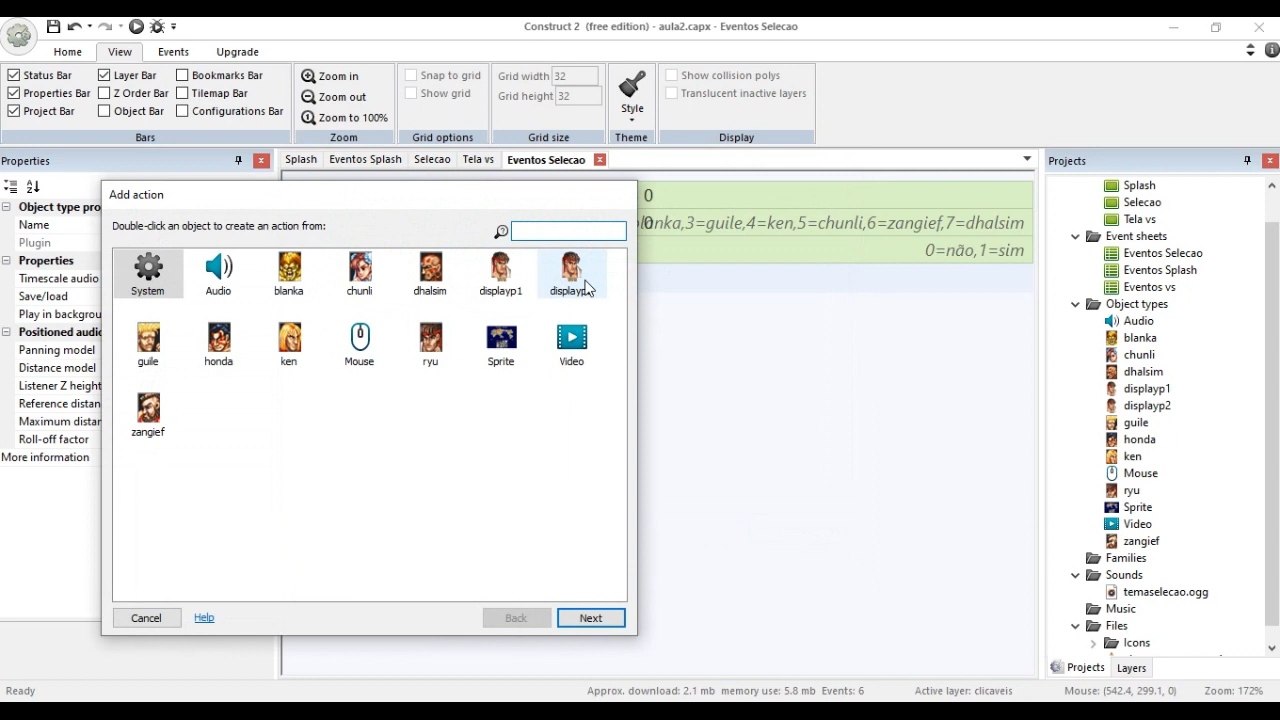 Construct 2 (free edition) - aula2.capx - Eventos Selecao
Home View Events Upgrade
Status Bar Layer Bar Bookmarks Bar
Properties Bar Z Order Bar Tilemap Bar
Project Bar Object Bar Configurations Bar
Bars
Zoom in
Zoom out
Zoom to 100%
Zoom
Snap to grid
Show grid
Grid options
Grid width 32
Grid height 32
Grid size
Style
Theme
Show collision polys
Translucent inactive layers
Display
Properties
Object type pro
Name
Plugin
Properties
Timescale audio
Save/load
Play in backgrou
Positioned audio
Panning model
Distance model
Listener Z height
Reference distan
Maximum distan
Roll-off factor
More information
Splash Eventos Splash Selecao Tela vs Eventos Selecao
0
0
lanka,3=guile,4=ken,5=chunli,6=zangief,7=dhalsim
0=não,1=sim
Add action
Double-click an object to create an action from:
System Audio blanka chunli dhalsim displayp1 display
guile honda ken Mouse ryu Sprite Video
zangief
Cancel Help Back Next
Projects
Splash
Selecao
Tela vs
Event sheets
Eventos Selecao
Eventos Splash
Eventos vs
Object types
Audio
blanka
chunli
dhalsim
displayp1
displayp2
guile
honda
ken
Mouse
ryu
Sprite
Video
zangief
Families
Sounds
temaselecao.ogg
Music
Files
Icons
Projects Layers
Ready Approx. download: 2.1 mb memory use: 5.8 mb Events: 6 Active layer: clicaveis Mouse: (542.4, 299.1, 0) Zoom: 172%